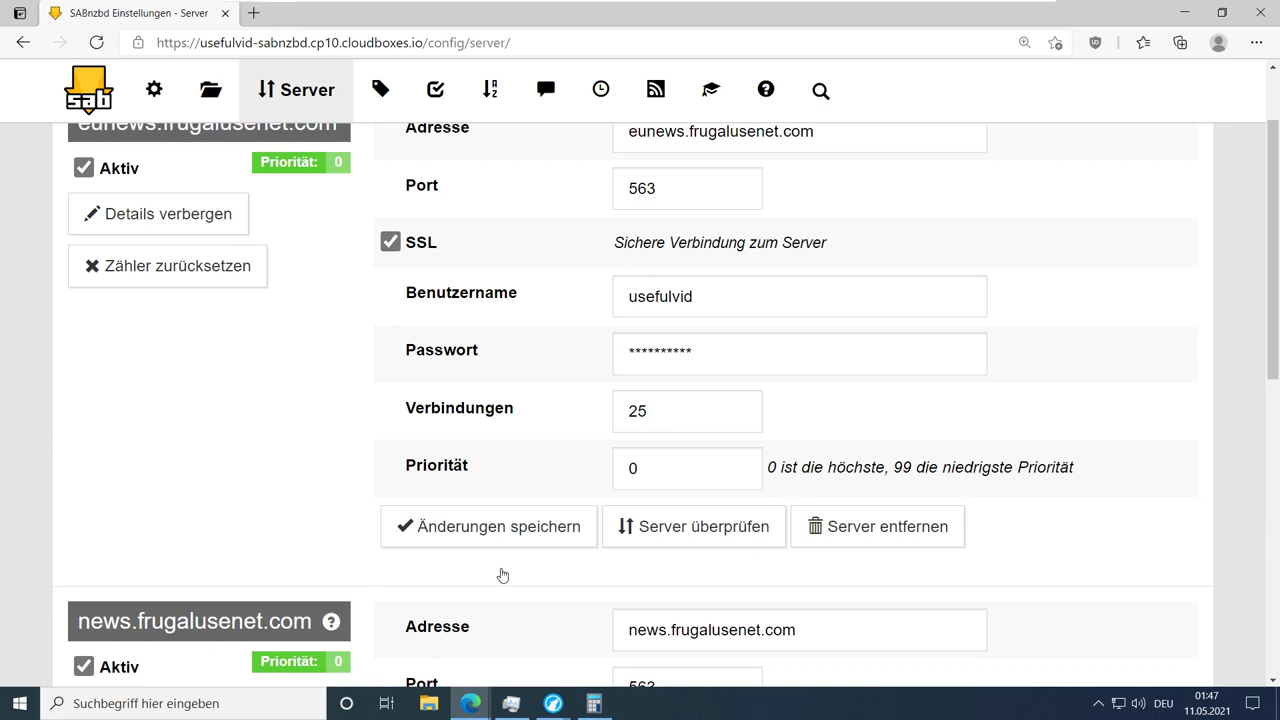 SABnzbd Einstellungen - Server
https://usefulvid-sabnzbd.cp10.cloudboxes.io/config/server/
sab
Server
eunews.frugalusenet.com
Adresse
eunews.frugalusenet.com
Aktiv
Priorität: 0
Port
563
Details verbergen
SSL
Sichere Verbindung zum Server
Zähler zurücksetzen
Benutzername
usefulvid
Passwort
**********
Verbindungen
25
Priorität
0
0 ist die höchste, 99 die niedrigste Priorität
Änderungen speichern
Server überprüfen
Server entfernen
news.frugalusenet.com
Adresse
news.frugalusenet.com
Aktiv
Priorität: 0
Port
563
Suchbegriff hier eingeben
DEU
01:47
11.05.2021